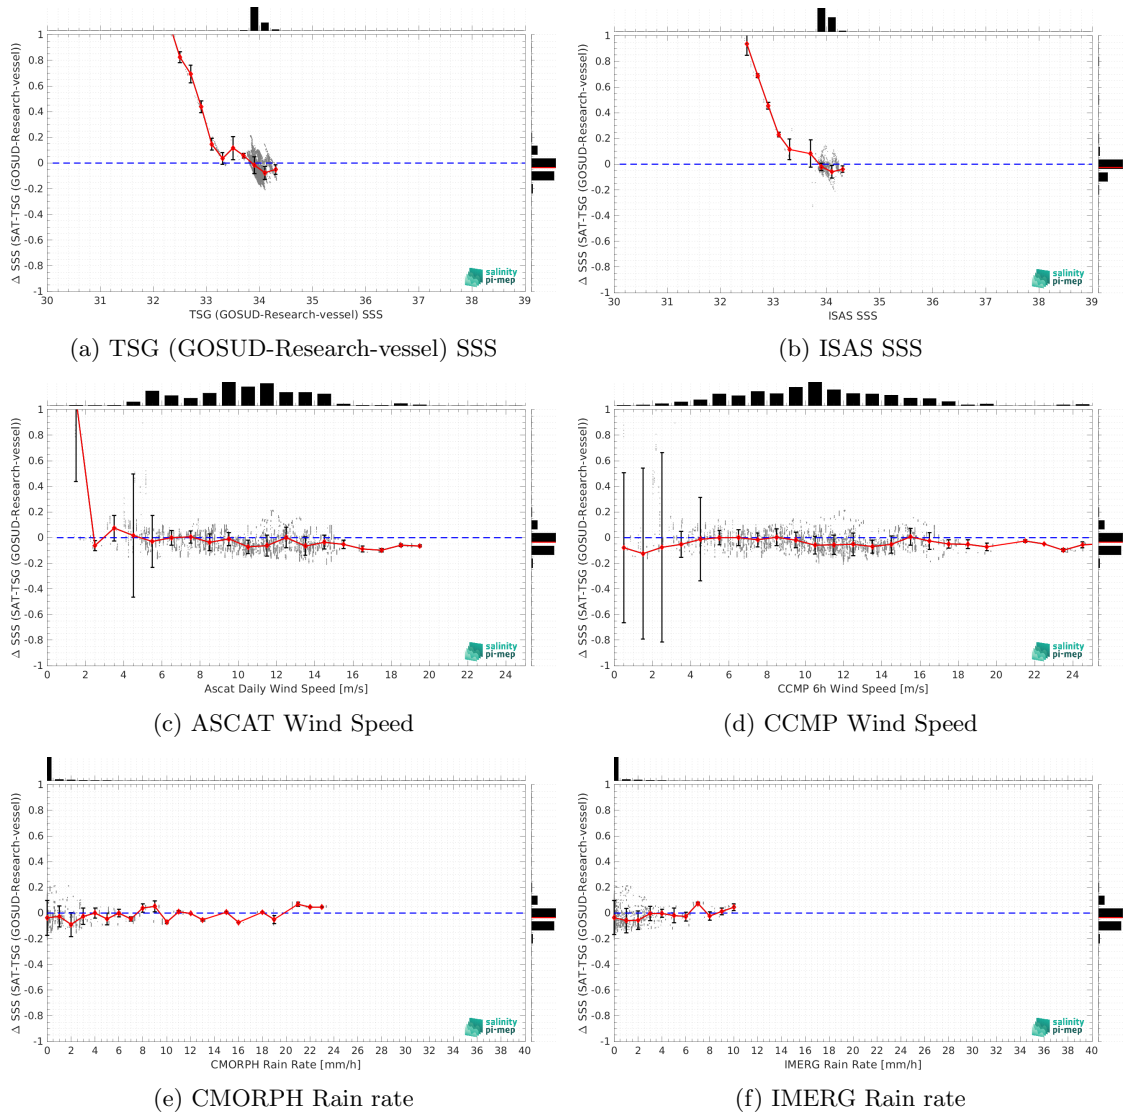 1
0.8
0.6
0.4
0.2
0
-0.2
-0.4
-0.6
-0.8
-1
Δ SSS (SAT-TSG (GOSUD-Research-vessel))
30 31 32 33 34 35 36 37 38 39
TSG (GOSUD-Research-vessel) SSS
salinity
pi-mep
(a) TSG (GOSUD-Research-vessel) SSS
1
0.8
0.6
0.4
0.2
0
-0.2
-0.4
-0.6
-0.8
-1
Δ SSS (SAT-TSG (GOSUD-Research-vessel))
30 31 32 33 34 35 36 37 38 39
ISAS SSS
salinity
pi-mep
(b) ISAS SSS
1
0.8
0.6
0.4
0.2
0
-0.2
-0.4
-0.6
-0.8
-1
Δ SSS (SAT-TSG (GOSUD-Research-vessel))
0 2 4 6 8 10 12 14 16 18 20 22 24
Ascat Daily Wind Speed [m/s]
salinity
pi-mep
(c) ASCAT Wind Speed
1
0.8
0.6
0.4
0.2
0
-0.2
-0.4
-0.6
-0.8
-1
Δ SSS (SAT-TSG (GOSUD-Research-vessel))
0 2 4 6 8 10 12 14 16 18 20 22 24
CCMP 6h Wind Speed [m/s]
salinity
pi-mep
(d) CCMP Wind Speed
1
0.8
0.6
0.4
0.2
0
-0.2
-0.4
-0.6
-0.8
-1
Δ SSS (SAT-TSG (GOSUD-Research-vessel))
0 2 4 6 8 10 12 14 16 18 20 22 24 26 28 30 32 34 36 38 40
CMORPH Rain Rate [mm/h]
salinity
pi-mep
(e) CMORPH Rain rate
1
0.8
0.6
0.4
0.2
0
-0.2
-0.4
-0.6
-0.8
-1
Δ SSS (SAT-TSG (GOSUD-Research-vessel))
0 2 4 6 8 10 12 14 16 18 20 22 24 26 28 30 32 34 36 38 40
IMERG Rain Rate [mm/h]
salinity
pi-mep
(f) IMERG Rain rate